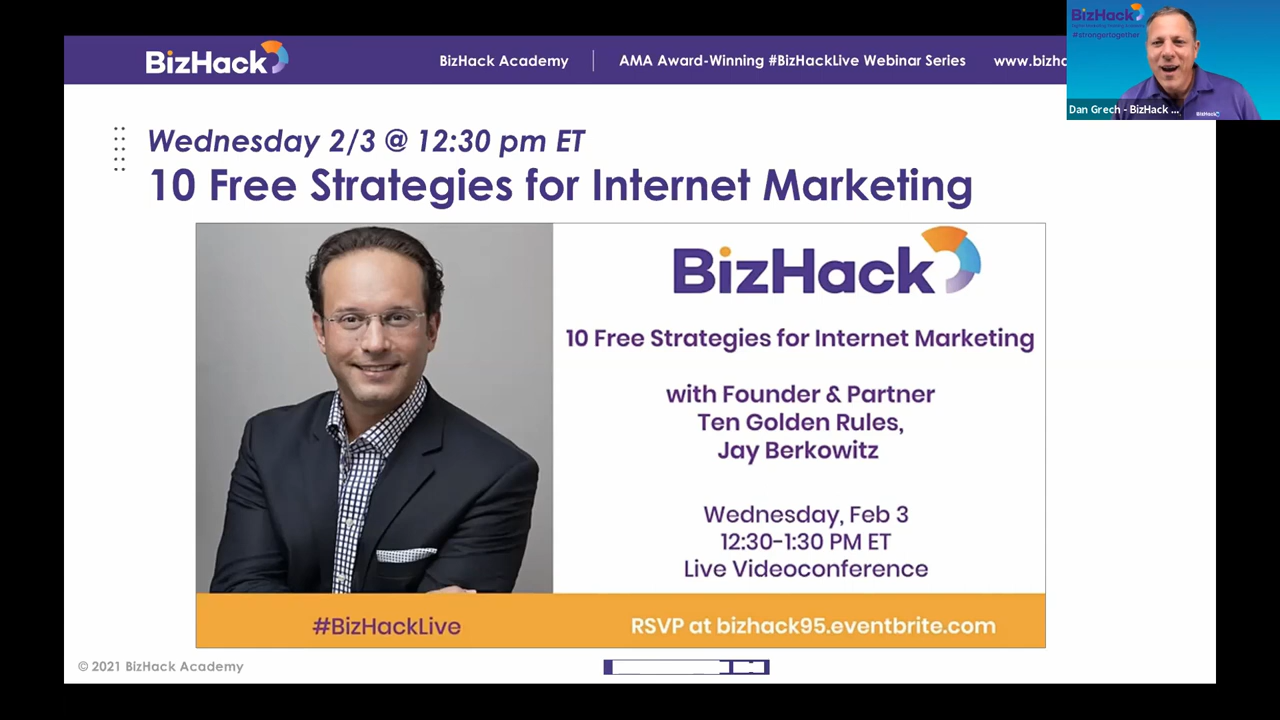 BizHack
BizHack Academy
AMA Award-Winning #BizHackLive Webinar Series
www.bizha
BizHack
#strongertogether
Dan Grech - BizHack ...
BizHack
Wednesday 2/3 @ 12:30 pm ET
10 Free Strategies for Internet Marketing
BizHack
10 Free Strategies for Internet Marketing
with Founder & Partner
Ten Golden Rules,
Jay Berkowitz
Wednesday, Feb 3
12:30-1:30 PM ET
Live Videoconference
#BizHackLive
RSVP at bizhack95.eventbrite.com
© 2021 BizHack Academy